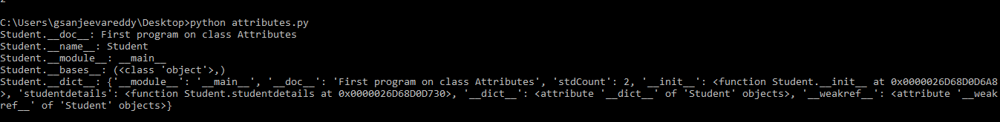 2
C:\Users\gsanjeevareddy\Desktop>python attributes.py
Student.__doc__: First program on class Attributes
Student.__name__: Student
Student.__module__: __main__
Student.__bases__: (<class 'object'>,)
Student.__dict__: {'__module__': '__main__', '__doc__': 'First program on class Attributes', 'stdCount': 2, '__init__': <function Student.__init__ at 0x0000026D68D0D6A8
>, 'studentdetails': <function Student.studentdetails at 0x0000026D68D0D730>, '__dict__': <attribute '__dict__' of 'Student' objects>, '__weakref__': <attribute '__weak
ref__' of 'Student' objects>}